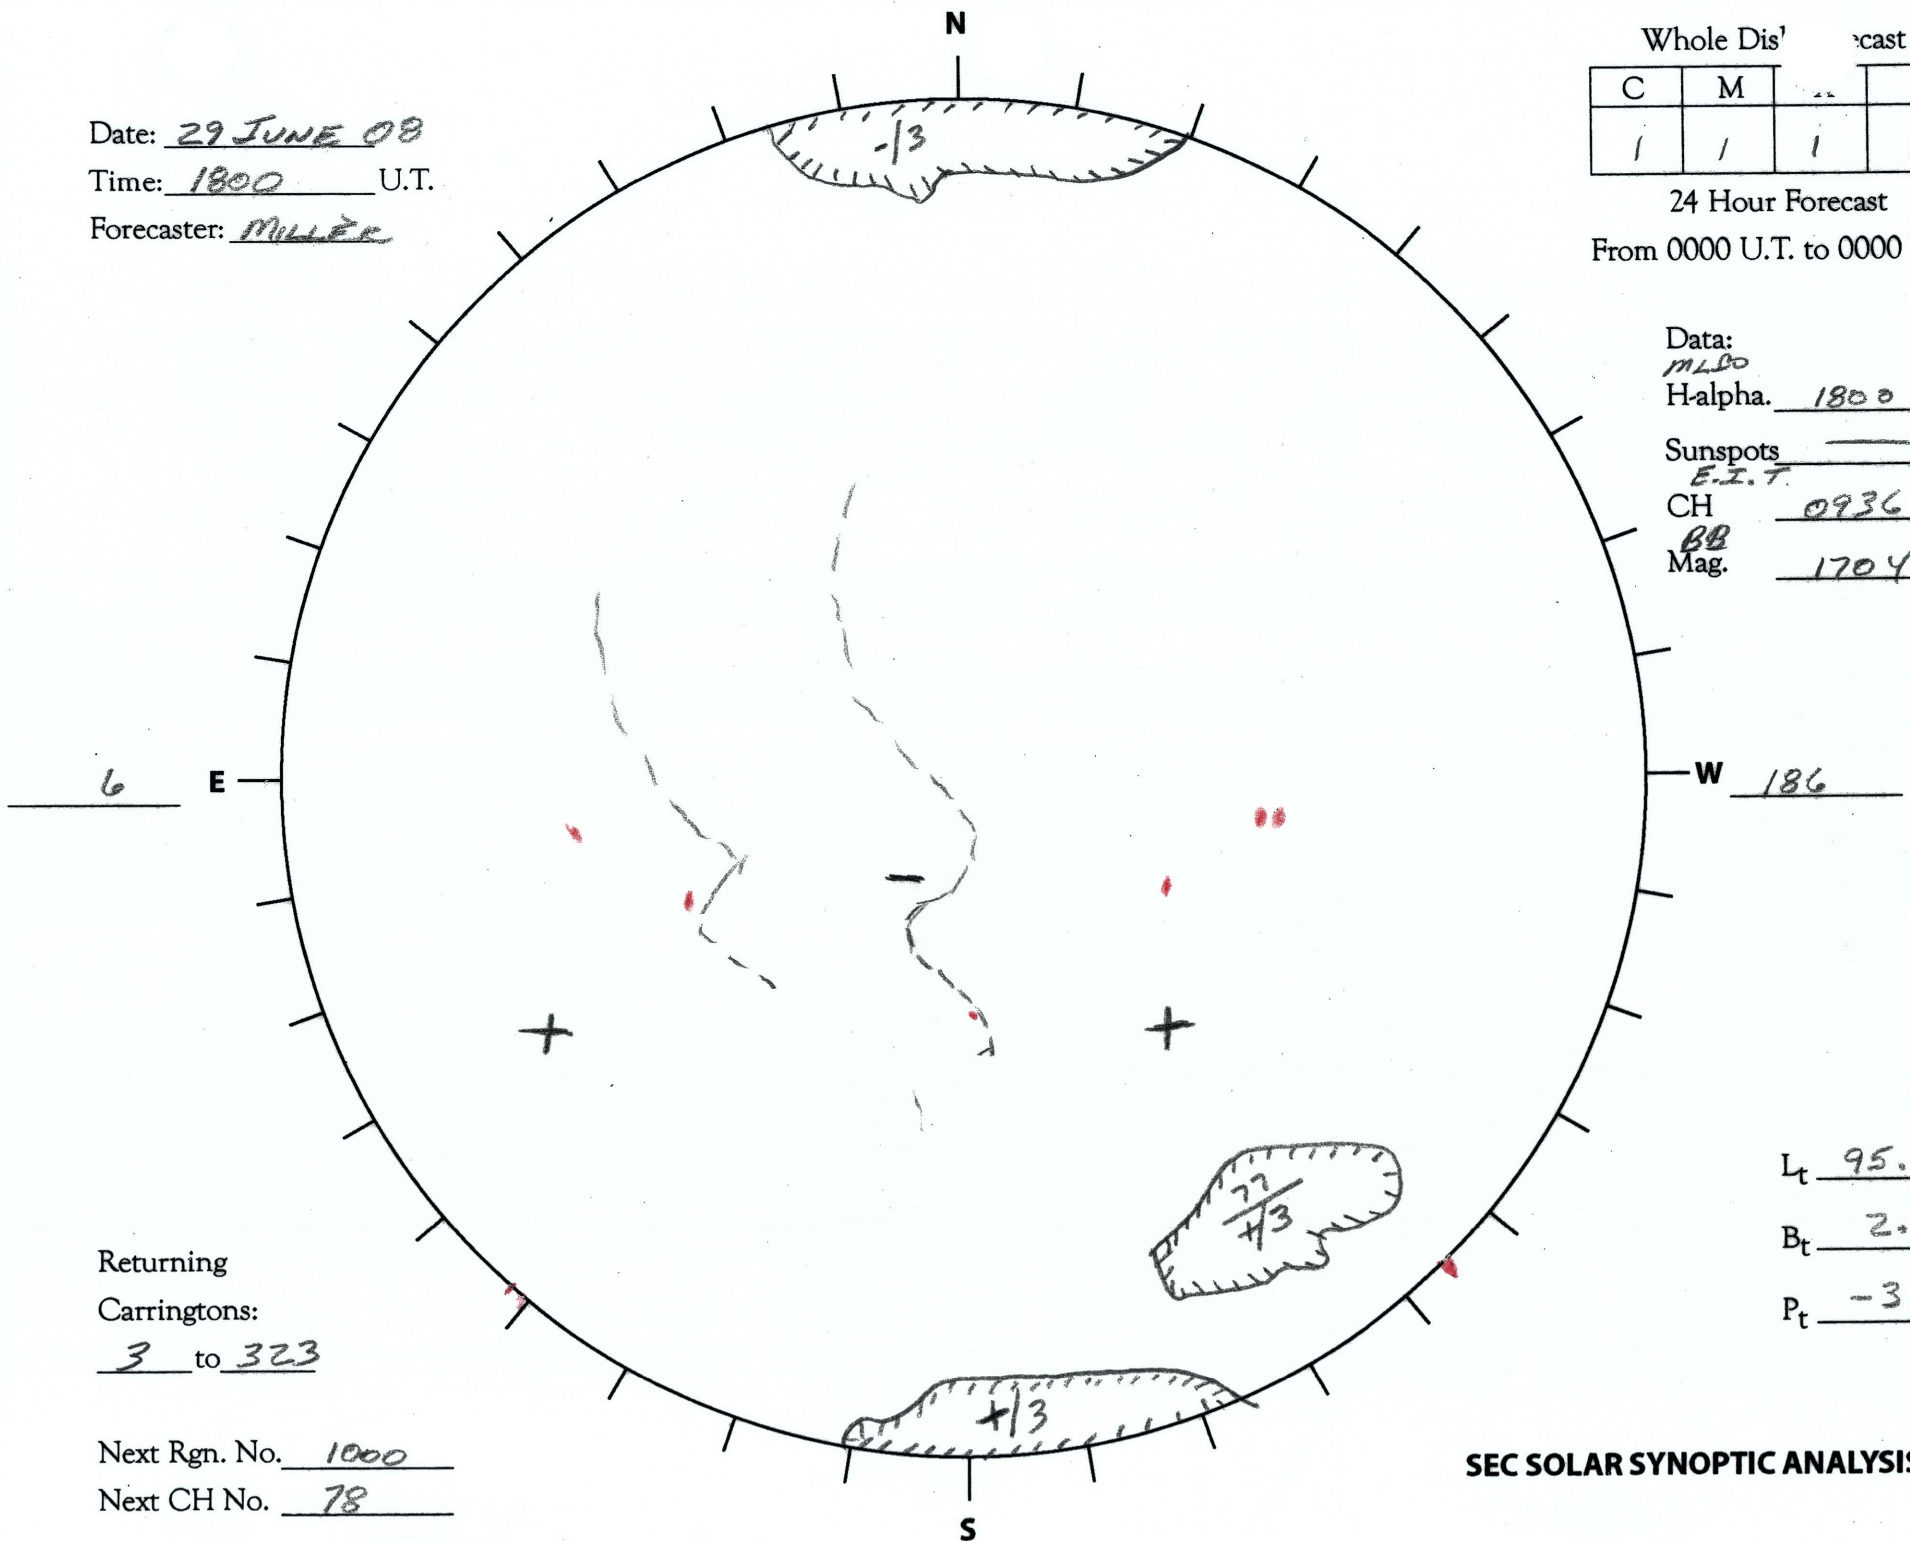 N
Whole Dis ecast
C M
1 1 1
24 Hour Forecast
From 0000 U.T. to 0000
Date: 29 JUNE 08
Time: 1800 U.T.
Forecaster: MILLER
-/3
Data:
MLSO
H-alpha. 1800
Sunspots —
E.I.T.
CH 0936
BB
Mag. 1704
6 E
W 186
−
+ +
77
+/3
Lt 95.
Bt 2.
Pt -3
Returning
Carringtons:
3 to 323
+/3
Next Rgn. No. 1000
Next CH No. 78
SEC SOLAR SYNOPTIC ANALYSIS
S